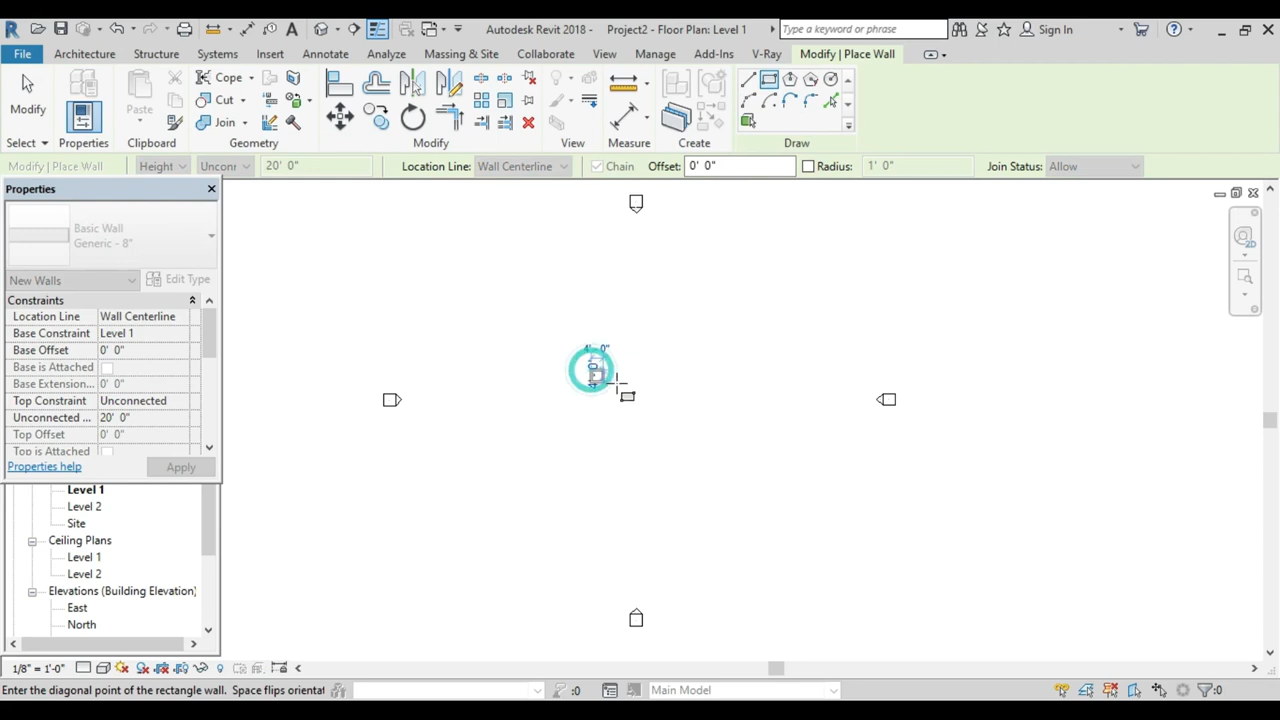 Autodesk Revit 2018 - Project2 - Floor Plan: Level 1
Type a keyword or phrase
Sign In
File Architecture Structure Systems Insert Annotate Analyze Massing & Site Collaborate View Manage Add-Ins V-Ray Modify | Place Wall
Modify
Paste
Cope
Cut
Join
Select Properties Clipboard Geometry Modify View Measure Create Draw
Modify | Place Wall Height Unconn 20' 0" Location Line: Wall Centerline Chain Offset: 0' 0" Radius: 1' 0" Join Status: Allow
Properties
Basic Wall
Generic - 8"
New Walls Edit Type
Constraints
Location Line Wall Centerline
Base Constraint Level 1
Base Offset 0' 0"
Base is Attached
Base Extension... 0' 0"
Top Constraint Unconnected
Unconnected ... 20' 0"
Top Offset 0' 0"
Top is Attached
Properties help Apply
Level 1
Level 2
Site
Ceiling Plans
Level 1
Level 2
Elevations (Building Elevation)
East
North
2D
1/8" = 1'-0"
Enter the diagonal point of the rectangle wall. Space flips orientat
:0 Main Model :0